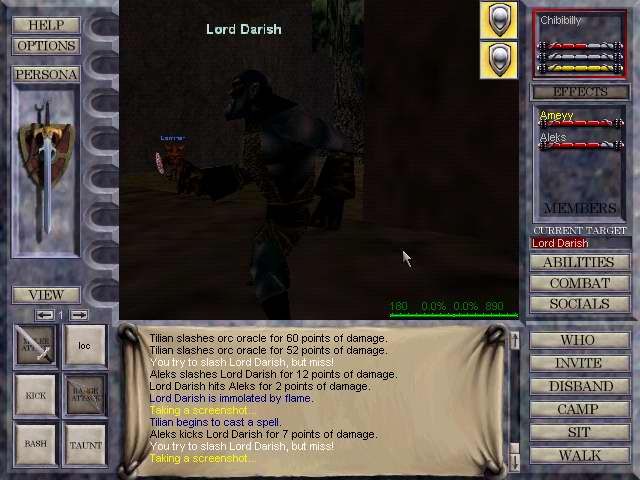 HELP
OPTIONS
PERSONA
VIEW
1
loc
KICK
BASH
TAUNT
Lord Darish
180 0.0% 0.0% 890
Tilian slashes orc oracle for 60 points of damage.
Tilian slashes orc oracle for 52 points of damage.
You try to slash Lord Darish, but miss!
Aleks slashes Lord Darish for 12 points of damage.
Lord Darish hits Aleks for 2 points of damage.
Lord Darish is immolated by flame.
Taking a screenshot...
Tilian begins to cast a spell.
Aleks kicks Lord Darish for 7 points of damage.
You try to slash Lord Darish, but miss!
Taking a screenshot...
Chibibilly
EFFECTS
Ameyy
Aleks
MEMBERS
CURRENT TARGET
Lord Darish
ABILITIES
COMBAT
SOCIALS
WHO
INVITE
DISBAND
CAMP
SIT
WALK